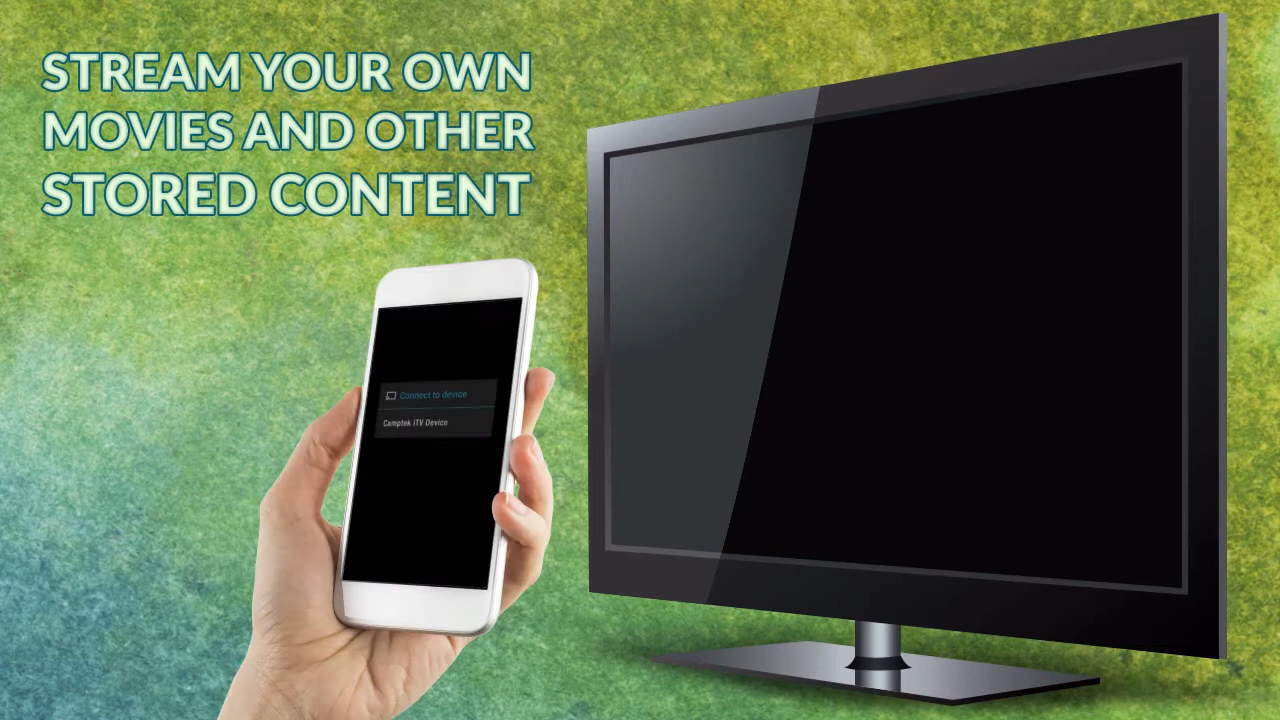 STREAM YOUR OWN
MOVIES AND OTHER
STORED CONTENT
Connect to device
Camptek iTV Device